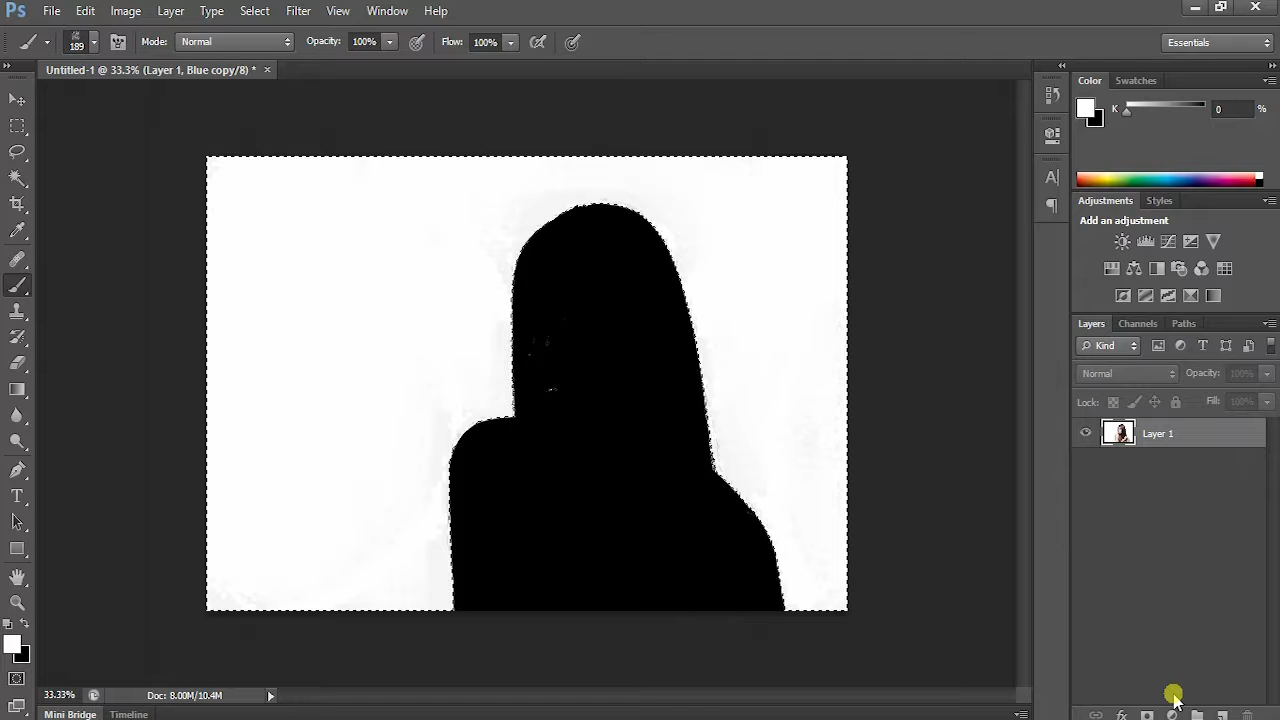 Ps File Edit Image Layer Type Select Filter View Window Help
189 Mode: Normal Opacity: 100% Flow: 100% Essentials
Untitled-1 @ 33.3% (Layer 1, Blue copy/8) * ×
Color Swatches
K 0 %
Adjustments Styles
Add an adjustment
Layers Channels Paths
Kind
Normal Opacity: 100%
Lock: Fill: 100%
Layer 1
33.33% Doc: 8.00M/10.4M
Mini Bridge Timeline